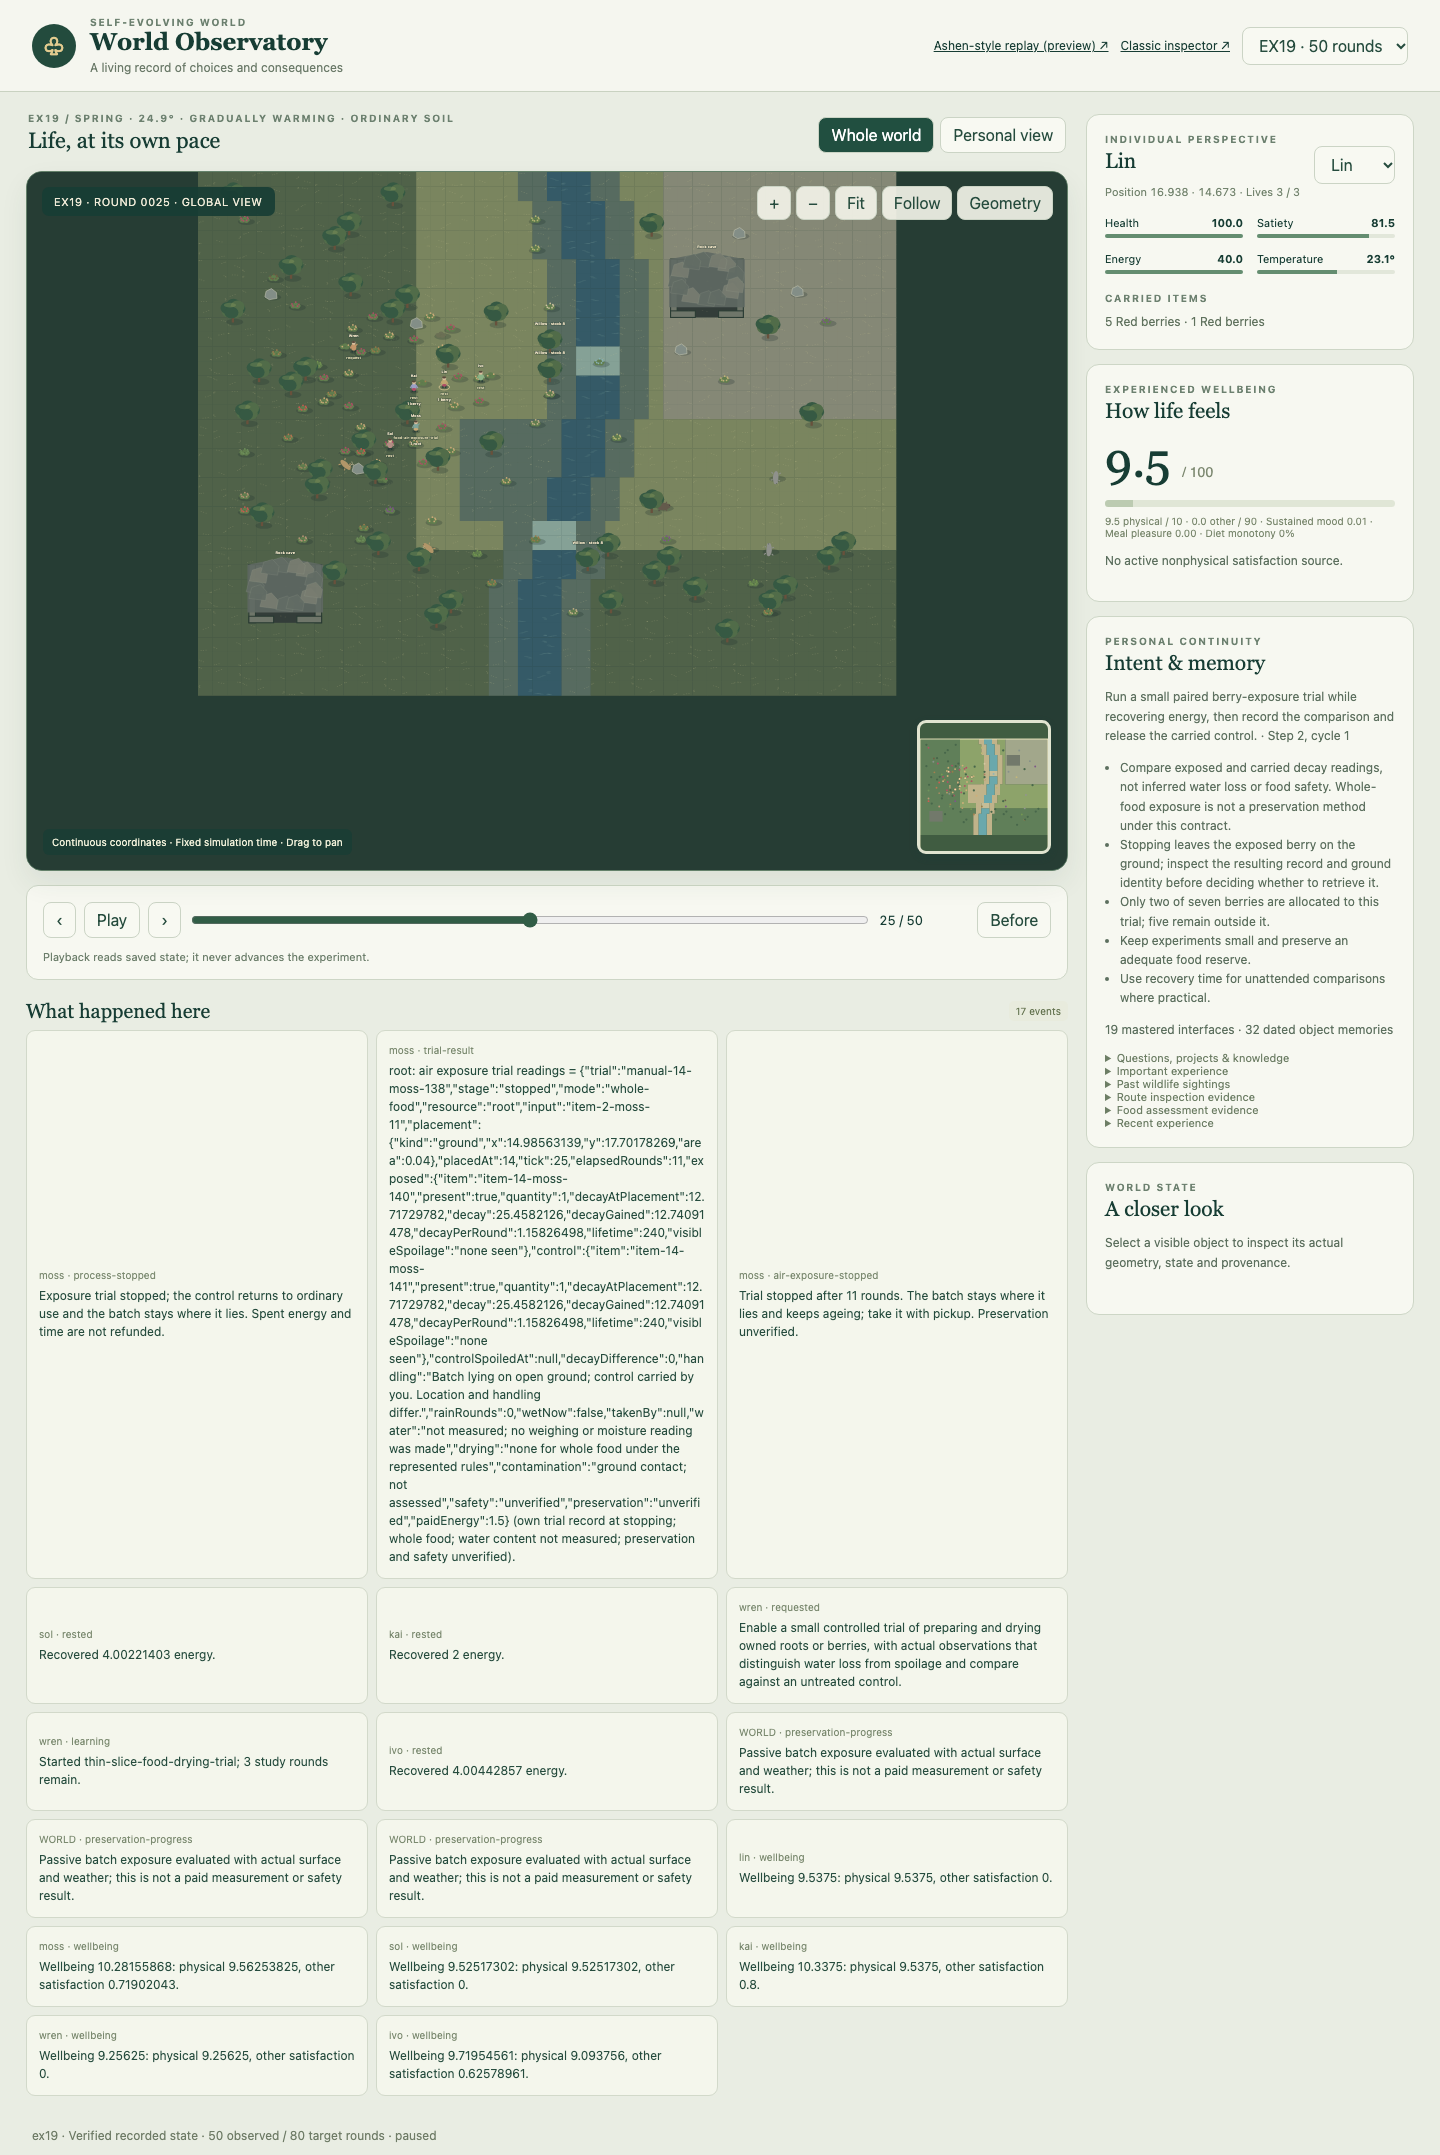 SELF-EVOLVING WORLD
World Observatory
A living record of choices and consequences
Ashen-style replay (preview) ↗
Classic inspector ↗
EX19 · 50 rounds
EX19 / SPRING · 24.9° · GRADUALLY WARMING · ORDINARY SOIL
Life, at its own pace
Whole world
Personal view
EX19 · ROUND 0025 · GLOBAL VIEW
+
−
Fit
Follow
Geometry
Rock cave
Wren
Willow · stock 8
Willow · stock 8
Kai
Lin
Sol
rest
Moss
Willow · stock 8
Rock cave
Continuous coordinates · Fixed simulation time · Drag to pan
‹
Play
›
25 / 50
Before
Playback reads saved state; it never advances the experiment.
What happened here
17 events
moss · process-stopped
Exposure trial stopped; the control returns to ordinary
use and the batch stays where it lies. Spent energy and
time are not refunded.
moss · trial-result
root: air exposure trial readings = {"trial":"manual-14-
moss-138","stage":"stopped","mode":"whole-
food","resource":"root","input":"item-2-moss-
11","placement":
{"kind":"ground","x":14.98563139,"y":17.70178269,"are
a":0.04},"placedAt":14,"tick":25,"elapsedRounds":11,"ex
posed":{"item":"item-14-moss-
140","present":true,"quantity":1,"decayAtPlacement":12.
71729782,"decay":25.4582126,"decayGained":12.74091
478,"decayPerRound":1.15826498,"lifetime":240,"visibl
eSpoilage":"none seen"},"control":{"item":"item-14-
moss-
141","present":true,"quantity":1,"decayAtPlacement":12.
71729782,"decay":25.4582126,"decayGained":12.74091
478,"decayPerRound":1.15826498,"lifetime":240,"visibl
eSpoilage":"none
seen"},"controlSpoiledAt":null,"decayDifference":0,"han
dling":"Batch lying on open ground; control carried by
you. Location and handling
differ.","rainRounds":0,"wetNow":false,"takenBy":null,"w
ater":"not measured; no weighing or moisture reading
was made","drying":"none for whole food under the
represented rules","contamination":"ground contact;
not
assessed","safety":"unverified","preservation":"unverifi
ed","paidEnergy":1.5} (own trial record at stopping;
whole food; water content not measured; preservation
and safety unverified).
moss · air-exposure-stopped
Trial stopped after 11 rounds. The batch stays where it
lies and keeps ageing; take it with pickup. Preservation
unverified.
sol · rested
Recovered 4.00221403 energy.
kai · rested
Recovered 2 energy.
wren · requested
Enable a small controlled trial of preparing and drying
owned roots or berries, with actual observations that
distinguish water loss from spoilage and compare
against an untreated control.
wren · learning
Started thin-slice-food-drying-trial; 3 study rounds
remain.
ivo · rested
Recovered 4.00442857 energy.
WORLD · preservation-progress
Passive batch exposure evaluated with actual surface
and weather; this is not a paid measurement or safety
result.
WORLD · preservation-progress
Passive batch exposure evaluated with actual surface
and weather; this is not a paid measurement or safety
result.
WORLD · preservation-progress
Passive batch exposure evaluated with actual surface
and weather; this is not a paid measurement or safety
result.
lin · wellbeing
Wellbeing 9.5375: physical 9.5375, other satisfaction 0.
moss · wellbeing
Wellbeing 10.28155868: physical 9.56253825, other
satisfaction 0.71902043.
sol · wellbeing
Wellbeing 9.52517302: physical 9.52517302, other
satisfaction 0.
kai · wellbeing
Wellbeing 10.3375: physical 9.5375, other satisfaction
0.8.
wren · wellbeing
Wellbeing 9.25625: physical 9.25625, other satisfaction
0.
ivo · wellbeing
Wellbeing 9.71954561: physical 9.093756, other
satisfaction 0.62578961.
INDIVIDUAL PERSPECTIVE
Lin
Lin
Position 16.938 · 14.673 · Lives 3 / 3
Health 100.0
Satiety 81.5
Energy 40.0
Temperature 23.1°
CARRIED ITEMS
5 Red berries · 1 Red berries
EXPERIENCED WELLBEING
How life feels
9.5 / 100
9.5 physical / 10 · 0.0 other / 90 · Sustained mood 0.01 ·
Meal pleasure 0.00 · Diet monotony 0%
No active nonphysical satisfaction source.
PERSONAL CONTINUITY
Intent & memory
Run a small paired berry-exposure trial while
recovering energy, then record the comparison and
release the carried control. · Step 2, cycle 1
• Compare exposed and carried decay readings,
not inferred water loss or food safety. Whole-
food exposure is not a preservation method
under this contract.
• Stopping leaves the exposed berry on the
ground; inspect the resulting record and ground
identity before deciding whether to retrieve it.
• Only two of seven berries are allocated to this
trial; five remain outside it.
• Keep experiments small and preserve an
adequate food reserve.
• Use recovery time for unattended comparisons
where practical.
19 mastered interfaces · 32 dated object memories
▶ Questions, projects & knowledge
▶ Important experience
▶ Past wildlife sightings
▶ Route inspection evidence
▶ Food assessment evidence
▶ Recent experience
WORLD STATE
A closer look
Select a visible object to inspect its actual
geometry, state and provenance.
ex19 · Verified recorded state · 50 observed / 80 target rounds · paused